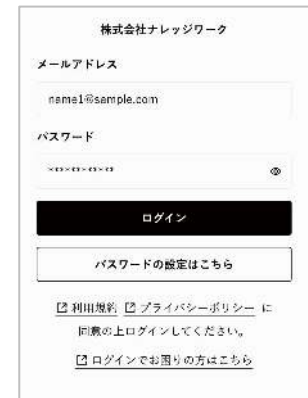 株式会社ナレッジワーク
メールアドレス
name1@sample.com
パスワード
**********
ログイン
パスワードの設定はこちら
利用規約 プライバシーポリシー に
同意の上ログインしてください。
ログインでお困りの方はこちら